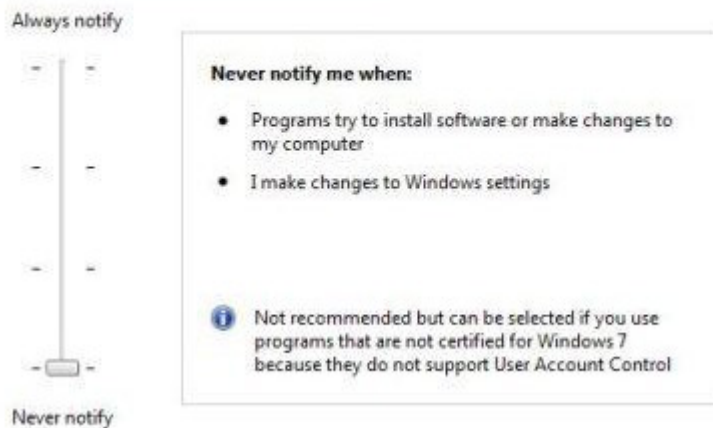 Always notify
Never notify me when:
• Programs try to install software or make changes to
my computer
• I make changes to Windows settings
Not recommended but can be selected if you use
programs that are not certified for Windows 7
because they do not support User Account Control
Never notify